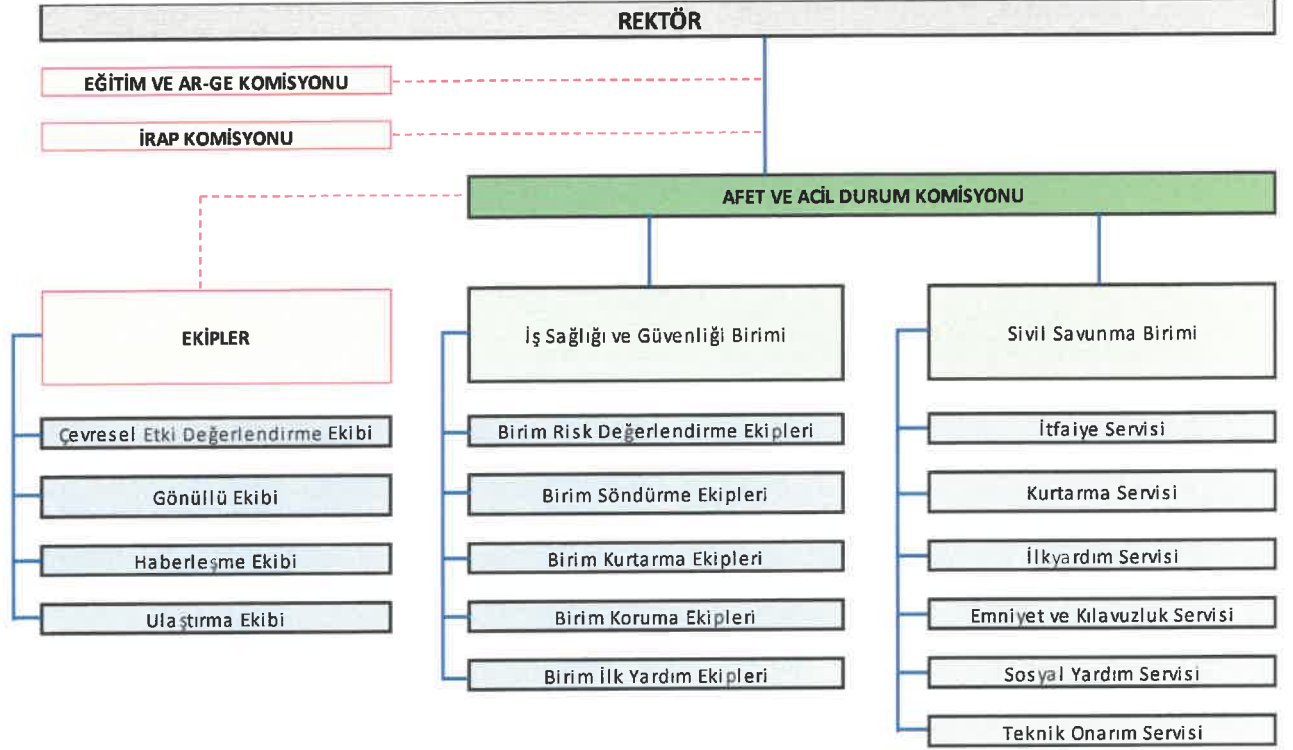 REKTÖR
EĞİTİM VE AR-GE KOMİSYONU
İRAP KOMİSYONU
AFET VE ACİL DURUM KOMİSYONU
EKİPLER
Çevresel Etki Değerlendirme Ekibi
Gönüllü Ekibi
Haberleşme Ekibi
Ulaştırma Ekibi
İş Sağlığı ve Güvenliği Birimi
Birim Risk Değerlendirme Ekipleri
Birim Söndürme Ekipleri
Birim Kurtarma Ekipleri
Birim Koruma Ekipleri
Birim İlk Yardım Ekipleri
Sivil Savunma Birimi
İtfaiye Servisi
Kurtarma Servisi
İlkyardım Servisi
Emniyet ve Kılavuzluk Servisi
Sosyal Yardım Servisi
Teknik Onarım Servisi